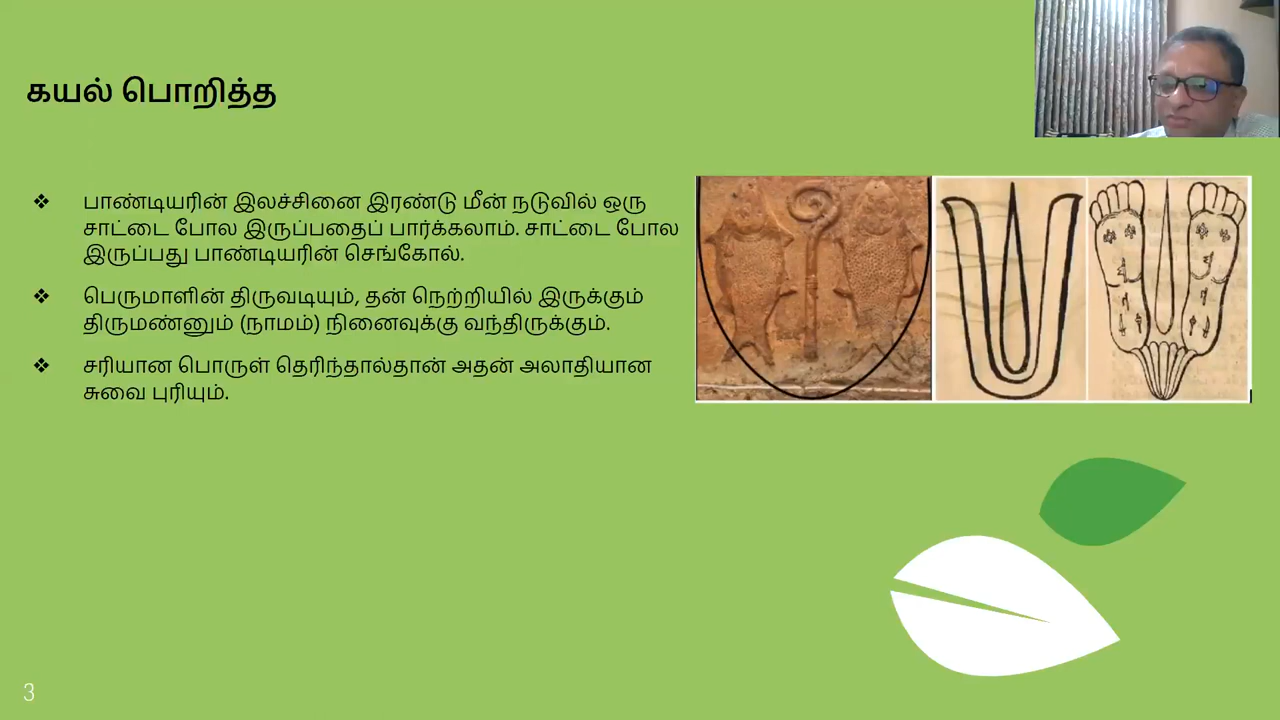 கயல் பொறித்த
❖ பாண்டியரின் இலச்சினை இரண்டு மீன் நடுவில் ஒரு
சாட்டை போல இருப்பதைப் பார்க்கலாம். சாட்டை போல
இருப்பது பாண்டியரின் செங்கோல்.
❖ பெருமாளின் திருவடியும், தன் நெற்றியில் இருக்கும்
திருமண்னும் (நாமம்) நினைவுக்கு வந்திருக்கும்.
❖ சரியான பொருள் தெரிந்தால்தான் அதன் அலாதியான
சுவை புரியும்.
3